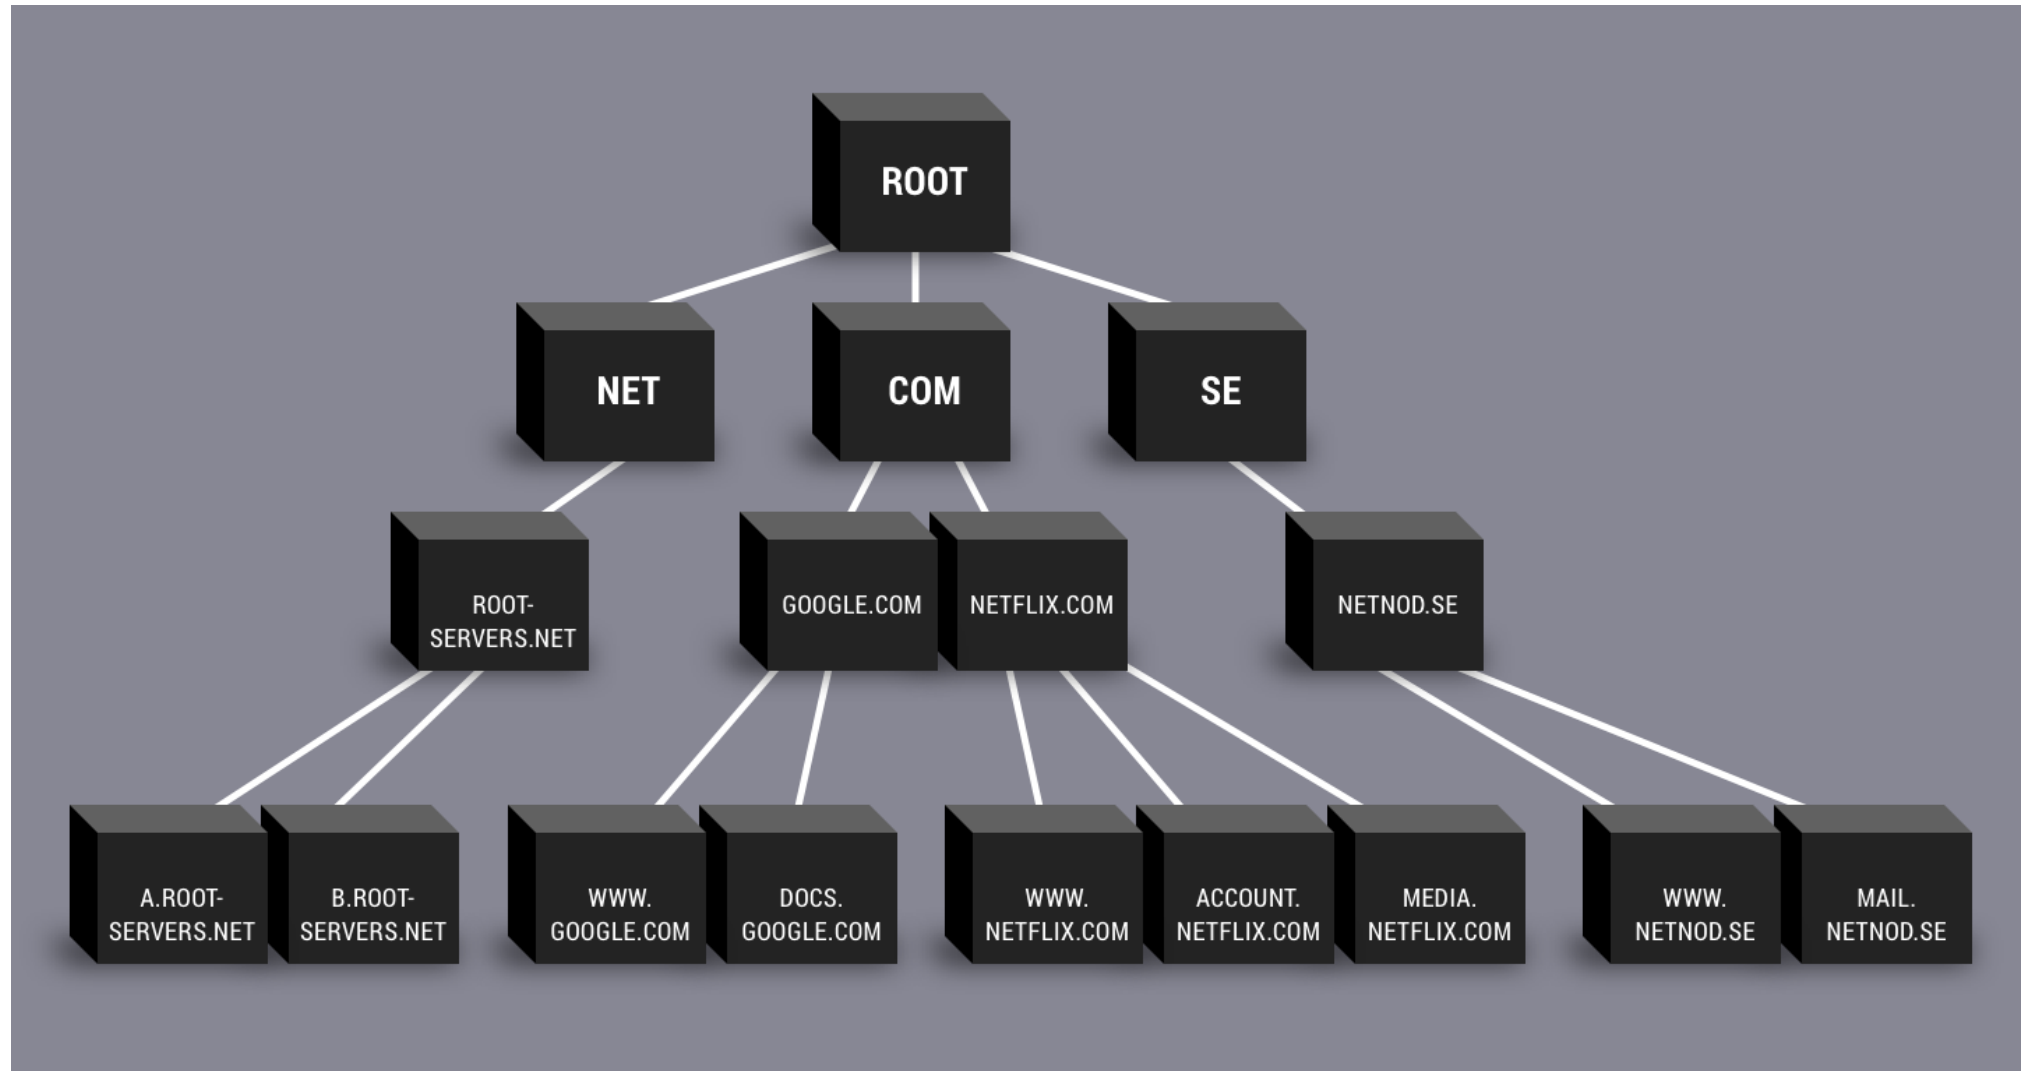 ROOT
NET
COM
SE
ROOT-
SERVERS.NET
GOOGLE.COM
NETFLIX.COM
NETNOD.SE
A.ROOT-
SERVERS.NET
B.ROOT-
SERVERS.NET
WWW.
GOOGLE.COM
DOCS.
GOOGLE.COM
WWW.
NETFLIX.COM
ACCOUNT.
NETFLIX.COM
MEDIA.
NETFLIX.COM
WWW.
NETNOD.SE
MAIL.
NETNOD.SE